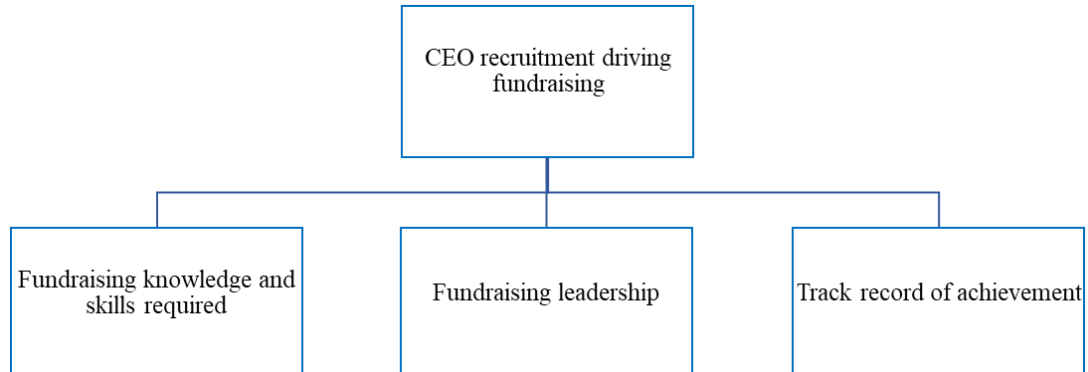 CEO recruitment driving
fundraising
Fundraising knowledge and
skills required
Fundraising leadership
Track record of achievement